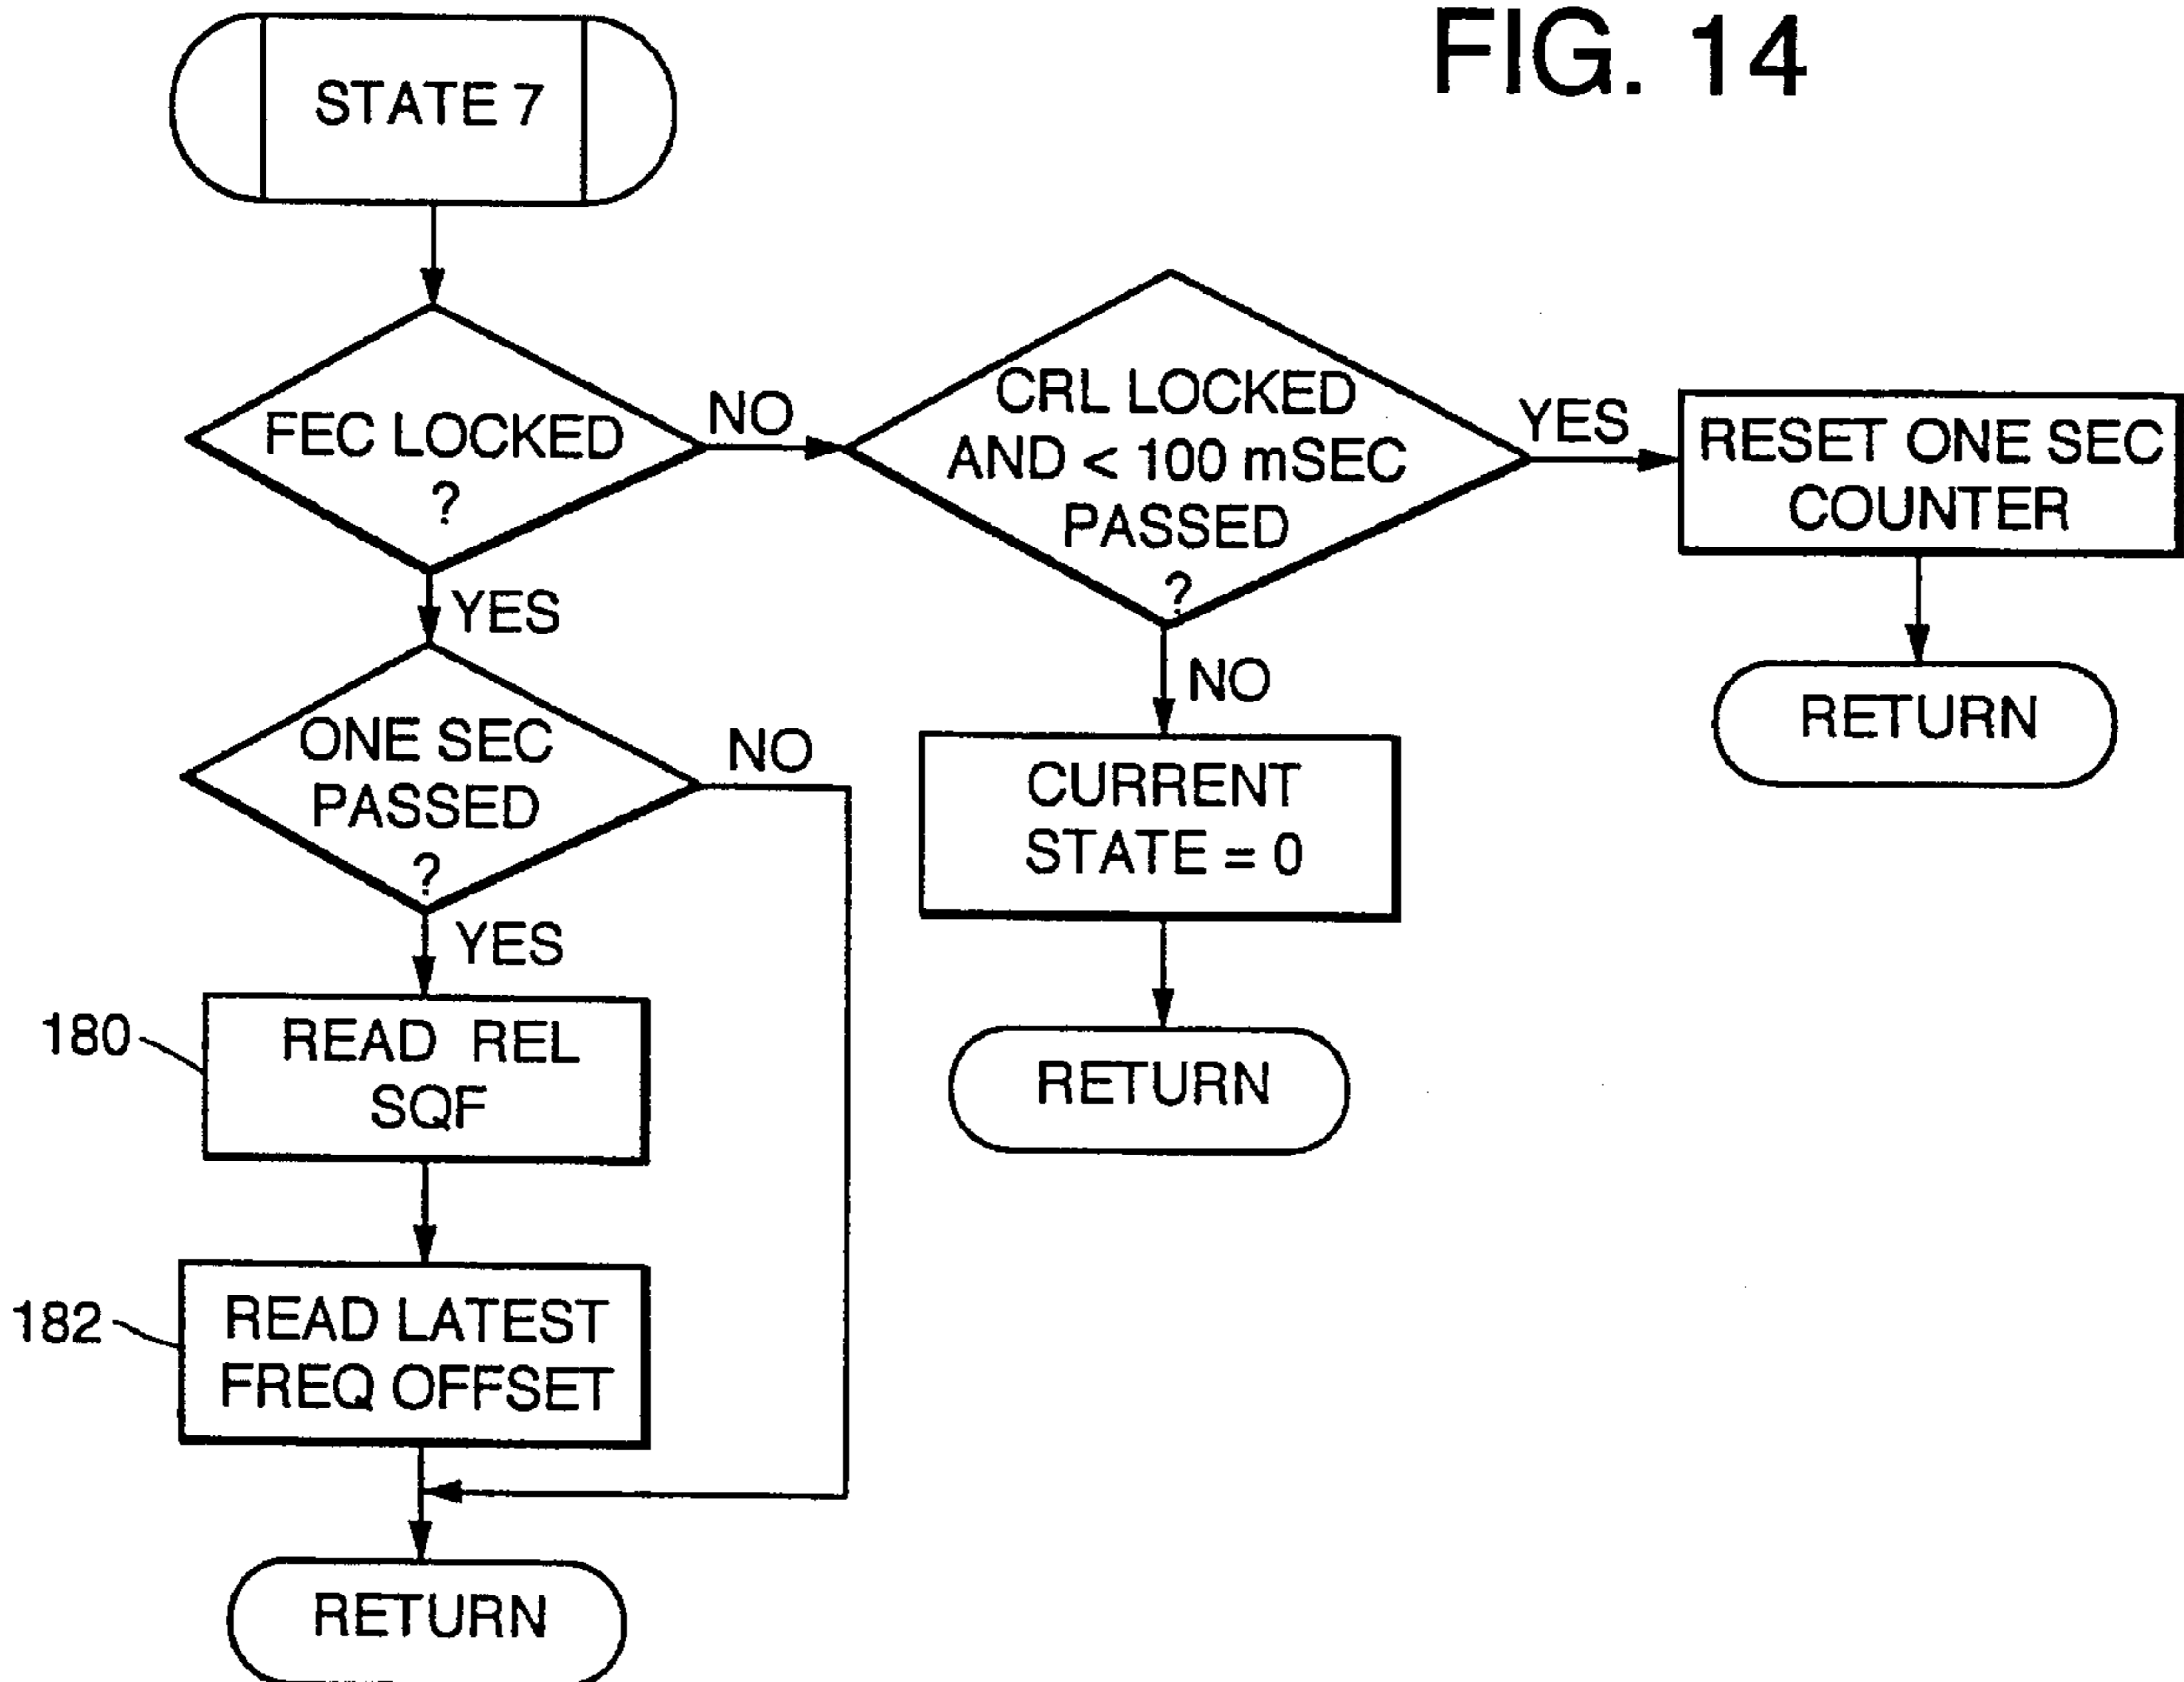 FIG. 14
STATE 7
FEC LOCKED
?
NO
CRL LOCKED
AND < 100 mSEC
PASSED
?
YES
RESET ONE SEC
COUNTER
RETURN
NO
CURRENT
STATE = 0
RETURN
YES
ONE SEC
PASSED
?
NO
YES
180
READ REL
SQF
182
READ LATEST
FREQ OFFSET
RETURN